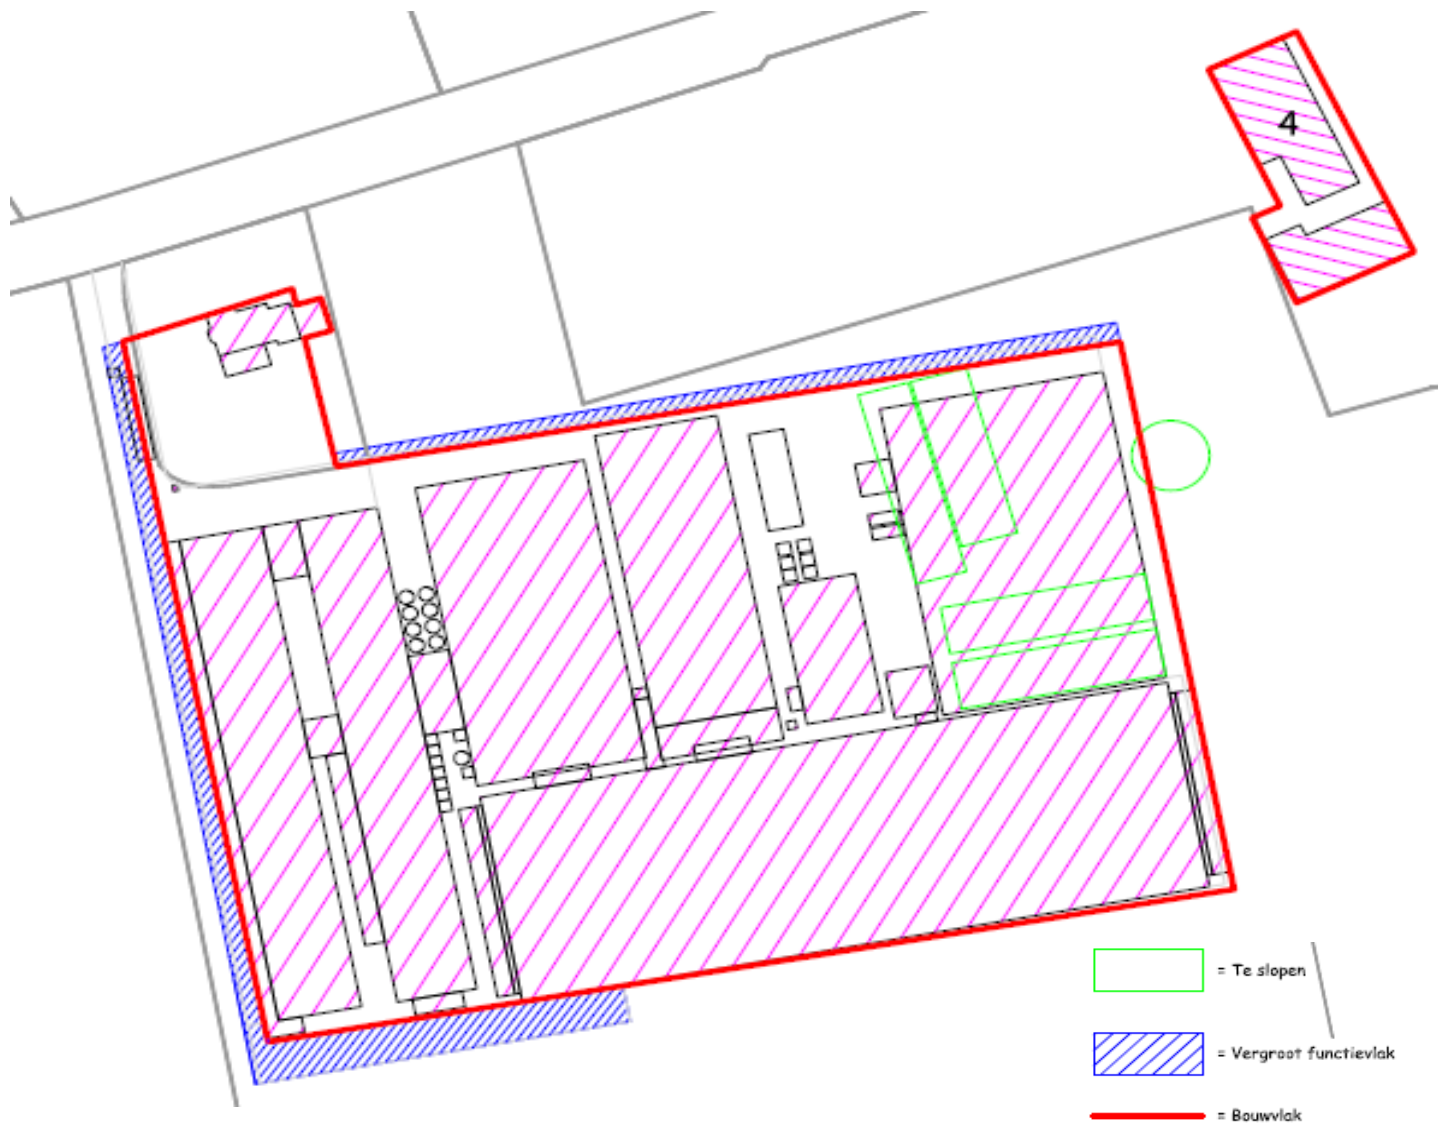 4
= Te slopen
= Vergroot functievlak
= Bouwvlak